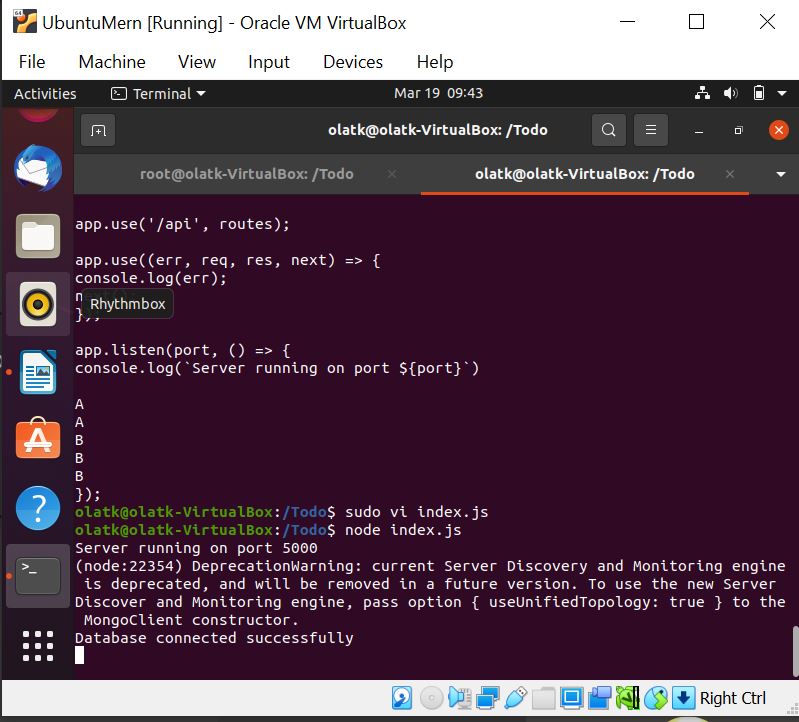 UbuntuMern [Running] - Oracle VM VirtualBox
File Machine View Input Devices Help
Activities Terminal Mar 19 09:43
olatk@olatk-VirtualBox: /Todo
root@olatk-VirtualBox: /Todo × olatk@olatk-VirtualBox: /Todo ×
app.use('/api', routes);
app.use((err, req, res, next) => {
console.log(err);
Rhythmbox
});
app.listen(port, () => {
console.log(`Server running on port ${port}`)
A
A
B
B
B
});
olatk@olatk-VirtualBox:/Todo$ sudo vi index.js
olatk@olatk-VirtualBox:/Todo$ node index.js
Server running on port 5000
(node:22354) DeprecationWarning: current Server Discovery and Monitoring engine
is deprecated, and will be removed in a future version. To use the new Server
Discover and Monitoring engine, pass option { useUnifiedTopology: true } to the
MongoClient constructor.
Database connected successfully
Right Ctrl